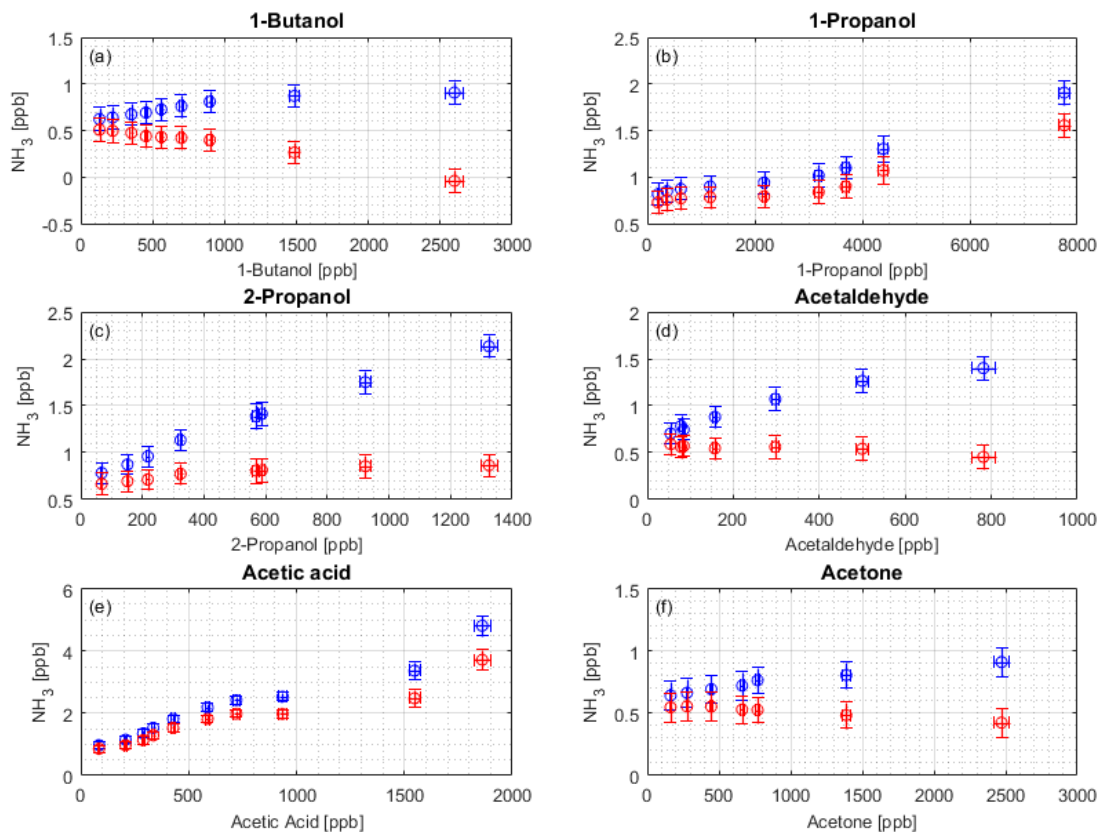 1-Butanol
(a)
NH3 [ppb]
1.5
1
0.5
0
-0.5
0 500 1000 1500 2000 2500 3000
1-Butanol [ppb]
1-Propanol
(b)
NH3 [ppb]
2.5
2
1.5
1
0.5
0 2000 4000 6000 8000
1-Propanol [ppb]
2-Propanol
(c)
NH3 [ppb]
2.5
2
1.5
1
0.5
0 200 400 600 800 1000 1200 1400
2-Propanol [ppb]
Acetaldehyde
(d)
NH3 [ppb]
2
1.5
1
0.5
0
0 200 400 600 800 1000
Acetaldehyde [ppb]
Acetic acid
(e)
NH3 [ppb]
6
4
2
0
0 500 1000 1500 2000
Acetic Acid [ppb]
Acetone
(f)
NH3 [ppb]
1.5
1
0.5
0
0 500 1000 1500 2000 2500 3000
Acetone [ppb]